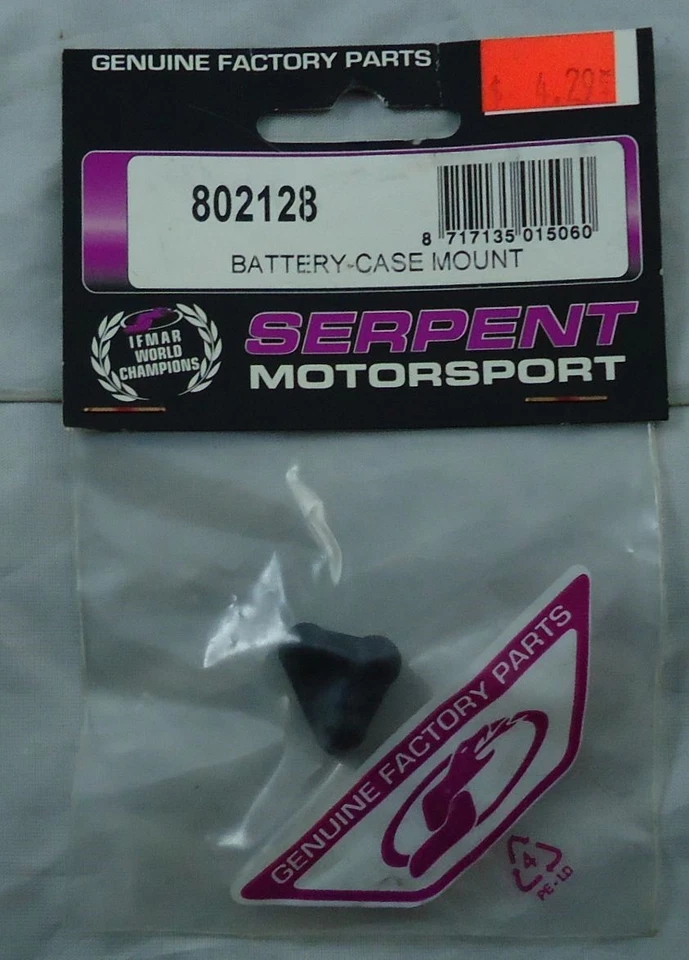 GENUINE FACTORY PARTS
$ 4.29
802128
8 717135 015060
BATTERY-CASE MOUNT
IFMAR
WORLD
CHAMPIONS
SERPENT
MOTORSPORT
GENUINE FACTORY PARTS
4
PE-LD